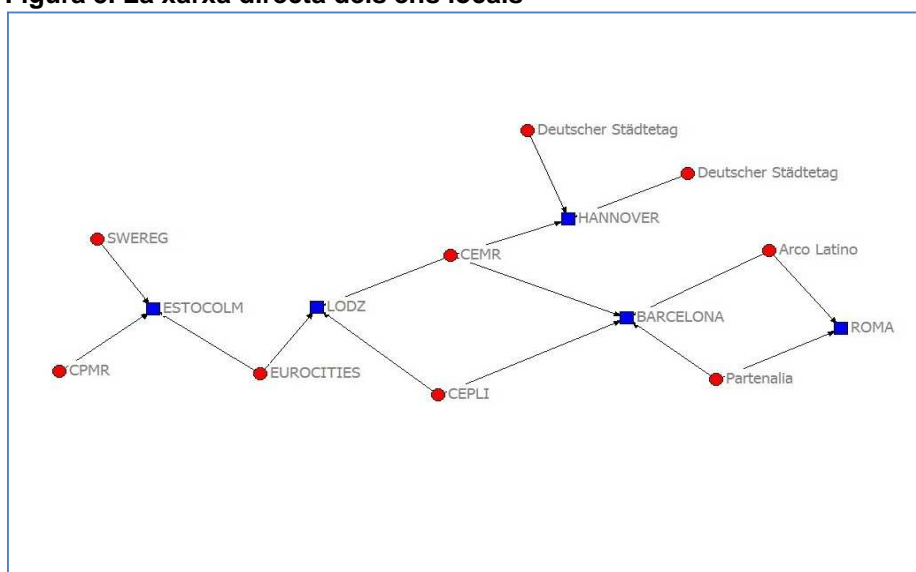 Figura La xarxa directa dels ens locals
Deutscher Städtetag
Deutscher Städtetag
HANNOVER
SWEREG
CEMR
Arco Latino
ESTOCOLM
LODZ
BARCELONA
ROMA
CPMR
EUROCITIES
CEPLI
Partenalia